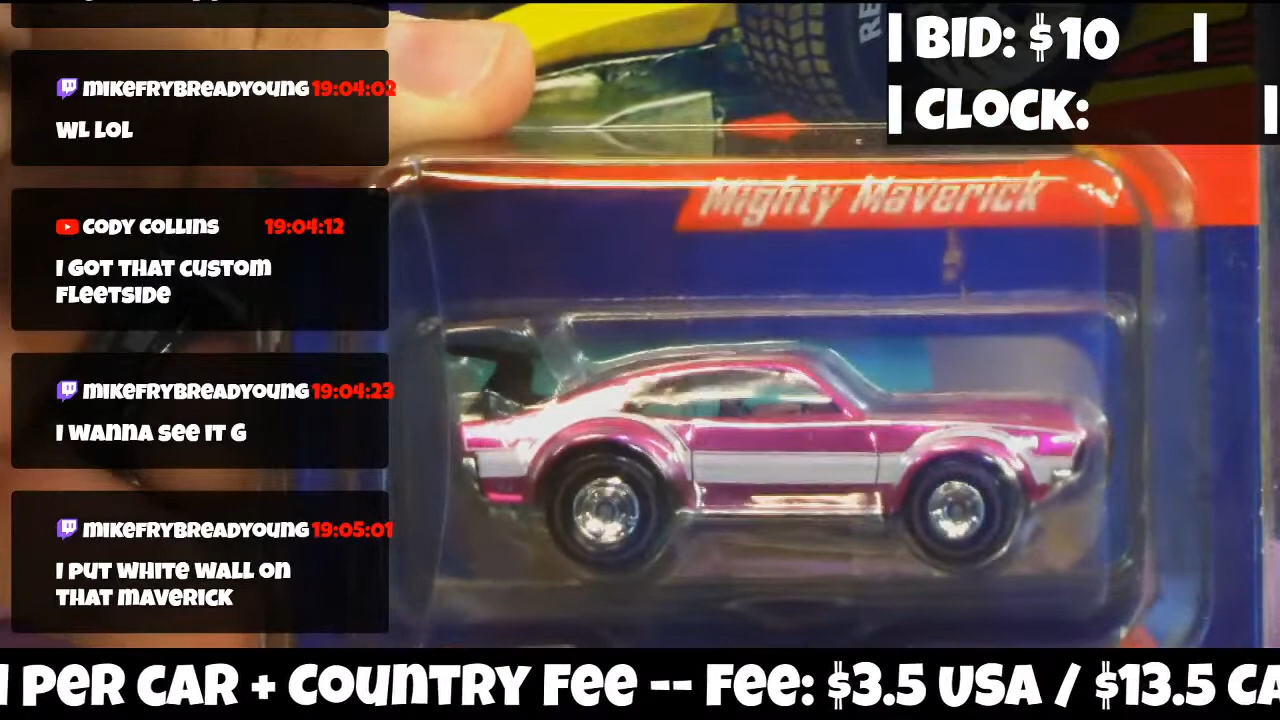 mikefrybreadyoung 19:04:02
WL LOL
Cody Collins 19:04:12
I got that custom
fleetside
mikefrybreadyoung 19:04:23
I wanna see it g
mikefrybreadyoung 19:05:01
I put white wall on
that maverick
| BID: $10 |
| CLOCK: |
RE
Mighty Maverick
PER CAR + COUNTRY FEE -- FEE: $3.5 USA / $13.5 CA